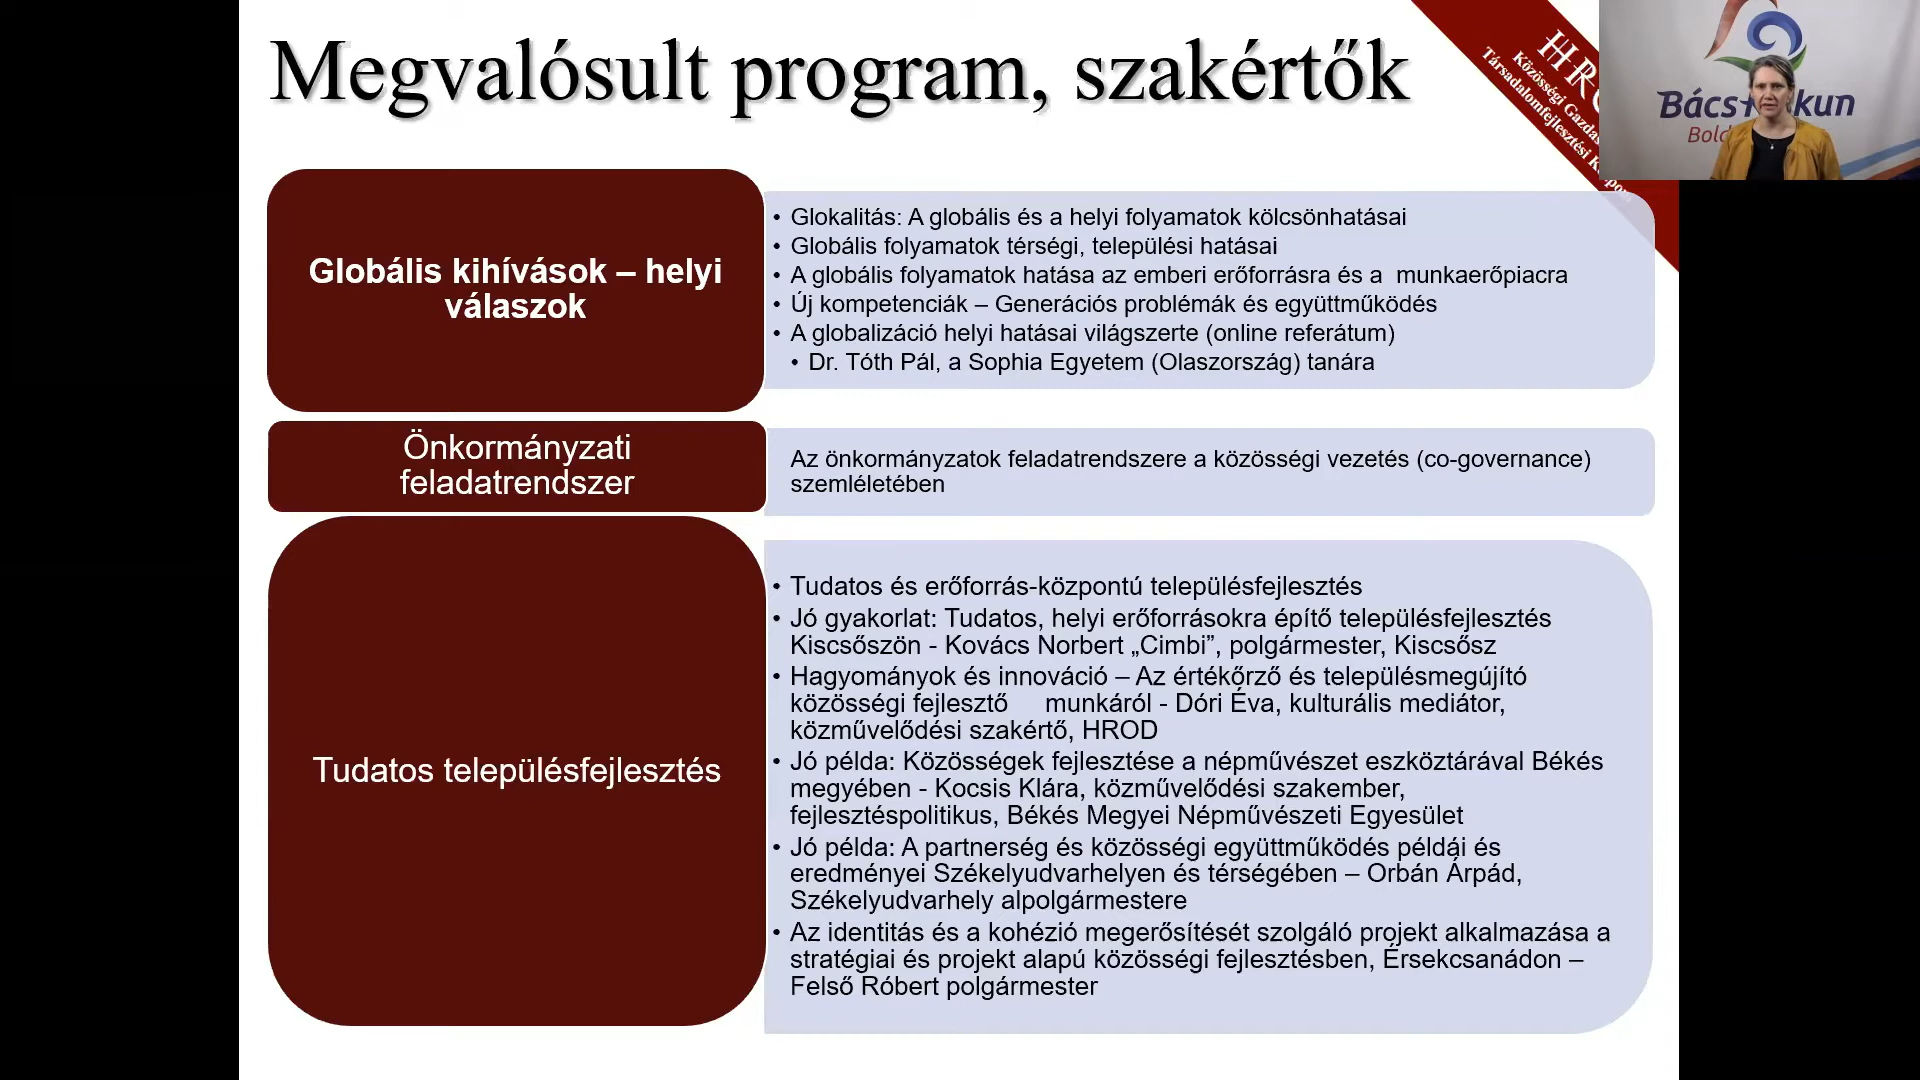 Megvalósult program, szakértők
Közösségi
Társadalomfejlesztési
Bács
kun
Globális kihívások – helyi
válaszok
• Glokalitás: A globális és a helyi folyamatok kölcsönhatásai
• Globális folyamatok térségi, települési hatásai
• A globális folyamatok hatása az emberi erőforrásra és a munkaerőpiacra
• Új kompetenciák – Generációs problémák és együttműködés
• A globalizáció helyi hatásai világszerte (online referátum)
• Dr. Tóth Pál, a Sophia Egyetem (Olaszország) tanára
Önkormányzati
feladatrendszer
Az önkormányzatok feladatrendszere a közösségi vezetés (co-governance)
szemléletében
Tudatos településfejlesztés
• Tudatos és erőforrás-központú településfejlesztés
• Jó gyakorlat: Tudatos, helyi erőforrásokra építő településfejlesztés
Kiscsőszön - Kovács Norbert „Cimbi”, polgármester, Kiscsősz
• Hagyományok és innováció – Az értékőrző és településmegújító
közösségi fejlesztő munkáról - Dóri Éva, kulturális mediátor,
közművelődési szakértő, HROD
• Jó példa: Közösségek fejlesztése a népművészet eszköztárával Békés
megyében - Kocsis Klára, közművelődési szakember,
fejlesztéspolitikus, Békés Megyei Népművészeti Egyesület
• Jó példa: A partnerség és közösségi együttműködés példái és
eredményei Székelyudvarhelyen és térségében – Orbán Árpád,
Székelyudvarhely alpolgármestere
• Az identitás és a kohézió megerősítését szolgáló projekt alkalmazása a
stratégiai és projekt alapú közösségi fejlesztésben, Érsekcsanádon –
Felső Róbert polgármester